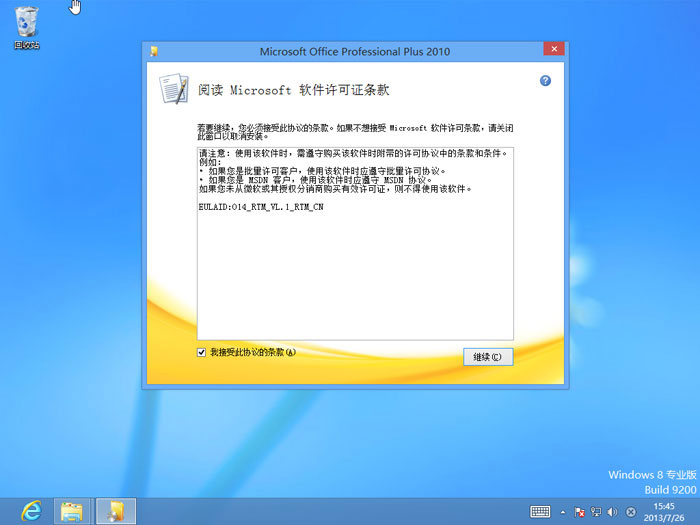 回收站
Microsoft Office Professional Plus 2010
阅读 Microsoft 软件许可证条款
若要继续，您必须接受此协议的条款。如果不想接受 Microsoft 软件许可条款，请关闭
此窗口以取消安装。
请注意：使用该软件时，需遵守购买该软件时附带的许可协议中的条款和条件。
例如：
• 如果您是批量许可客户，使用该软件时应遵守批量许可协议。
• 如果您是 MSDN 客户，使用该软件时应遵守 MSDN 协议。
如果您未从微软或其授权分销商购买有效许可证，则不得使用该软件。
EULAID:O14_RTM_VL.1_RTM_CN
我接受此协议的条款(A)
继续(C)
Windows 8 专业版
Build 9200
15:45
2013/7/26